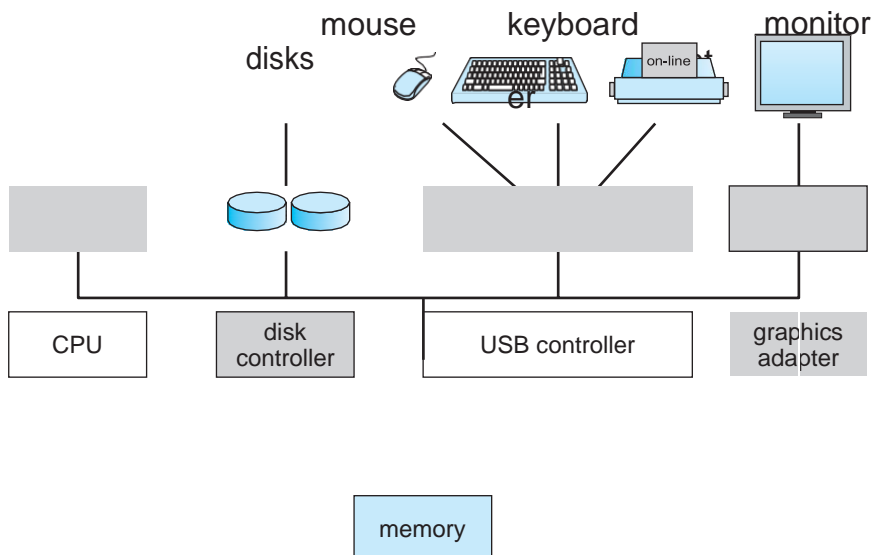 mouse keyboard monitor
disks
on-line
er
CPU
disk
controller
USB controller
graphics
adapter
memory